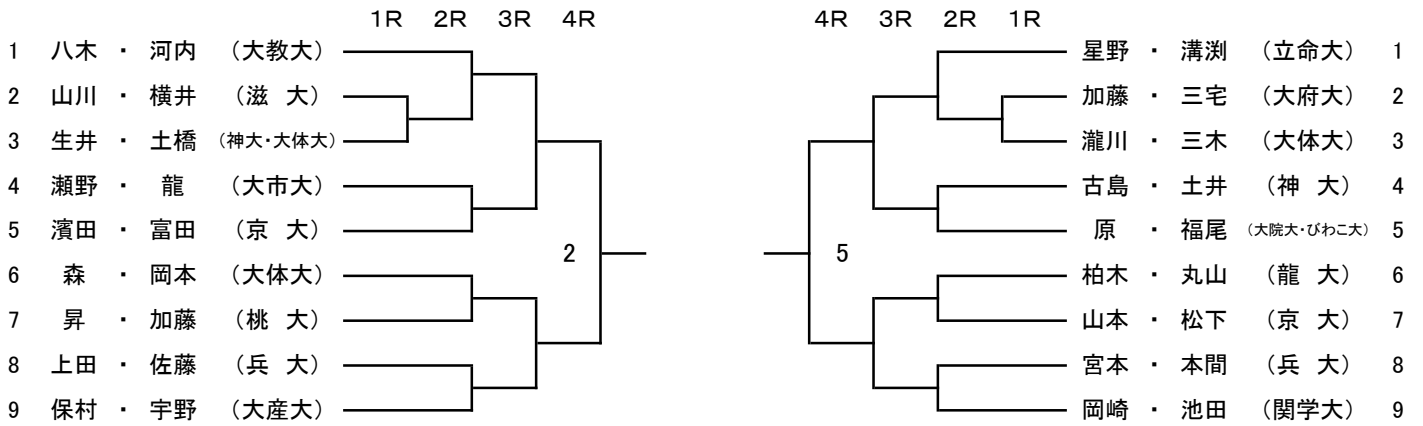 1R 2R 3R 4R
1 八木 ・ 河内 (大教大)
2 山川 ・ 横井 (滋 大)
3 生井 ・ 土橋 (神大・大体大)
4 瀬野 ・ 龍 (大市大)
5 濱田 ・ 富田 (京 大)
2
6 森 ・ 岡本 (大体大)
7 昇 ・ 加藤 (桃 大)
8 上田 ・ 佐藤 (兵 大)
9 保村 ・ 宇野 (大産大)
4R 3R 2R 1R
星野 ・ 溝渕 (立命大) 1
加藤 ・ 三宅 (大府大) 2
瀧川 ・ 三木 (大体大) 3
古島 ・ 土井 (神 大) 4
原 ・ 福尾 (大院大・びわこ大) 5
5
柏木 ・ 丸山 (龍 大) 6
山本 ・ 松下 (京 大) 7
宮本 ・ 本間 (兵 大) 8
岡崎 ・ 池田 (関学大) 9